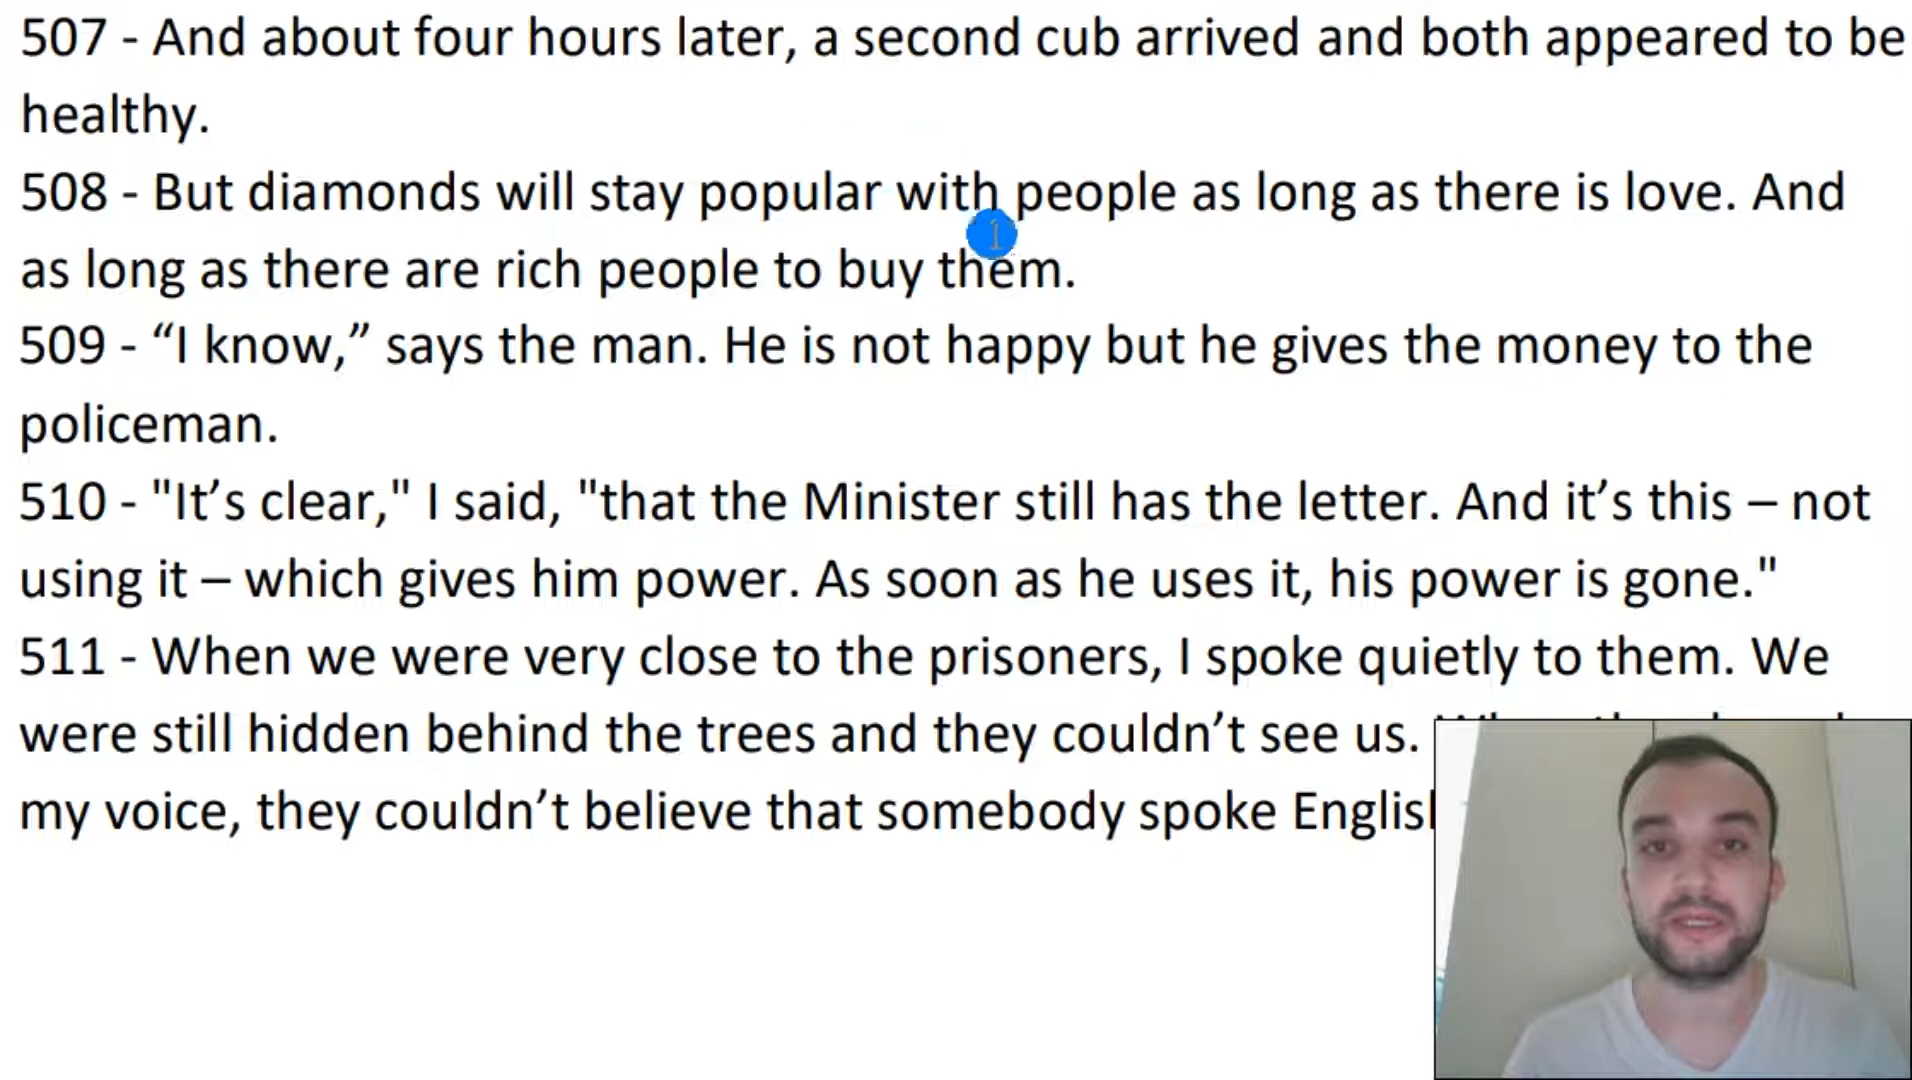 507 - And about four hours later, a second cub arrived and both appeared to be
healthy.
508 - But diamonds will stay popular with people as long as there is love. And
as long as there are rich people to buy them.
509 - “I know,” says the man. He is not happy but he gives the money to the
policeman.
510 - "It’s clear," I said, "that the Minister still has the letter. And it’s this – not
using it – which gives him power. As soon as he uses it, his power is gone."
511 - When we were very close to the prisoners, I spoke quietly to them. We
were still hidden behind the trees and they couldn’t see us.
my voice, they couldn’t believe that somebody spoke English